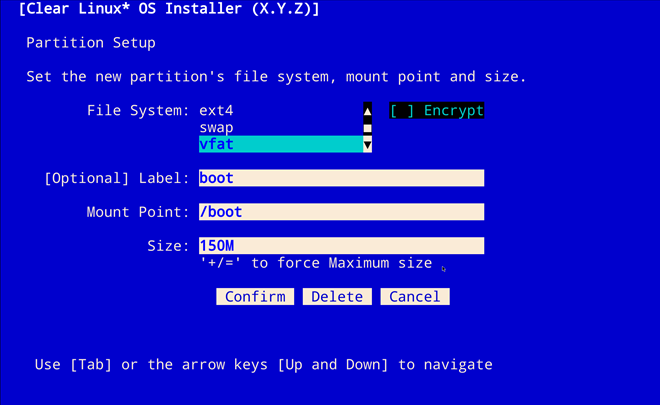 [Clear Linux* OS Installer (X.Y.Z)]
Partition Setup
Set the new partition's file system, mount point and size.
File System: ext4 [ ] Encrypt
swap
vfat
[Optional] Label: boot
Mount Point: /boot
Size: 150M
'+/=' to force Maximum size
Confirm Delete Cancel
Use [Tab] or the arrow keys [Up and Down] to navigate